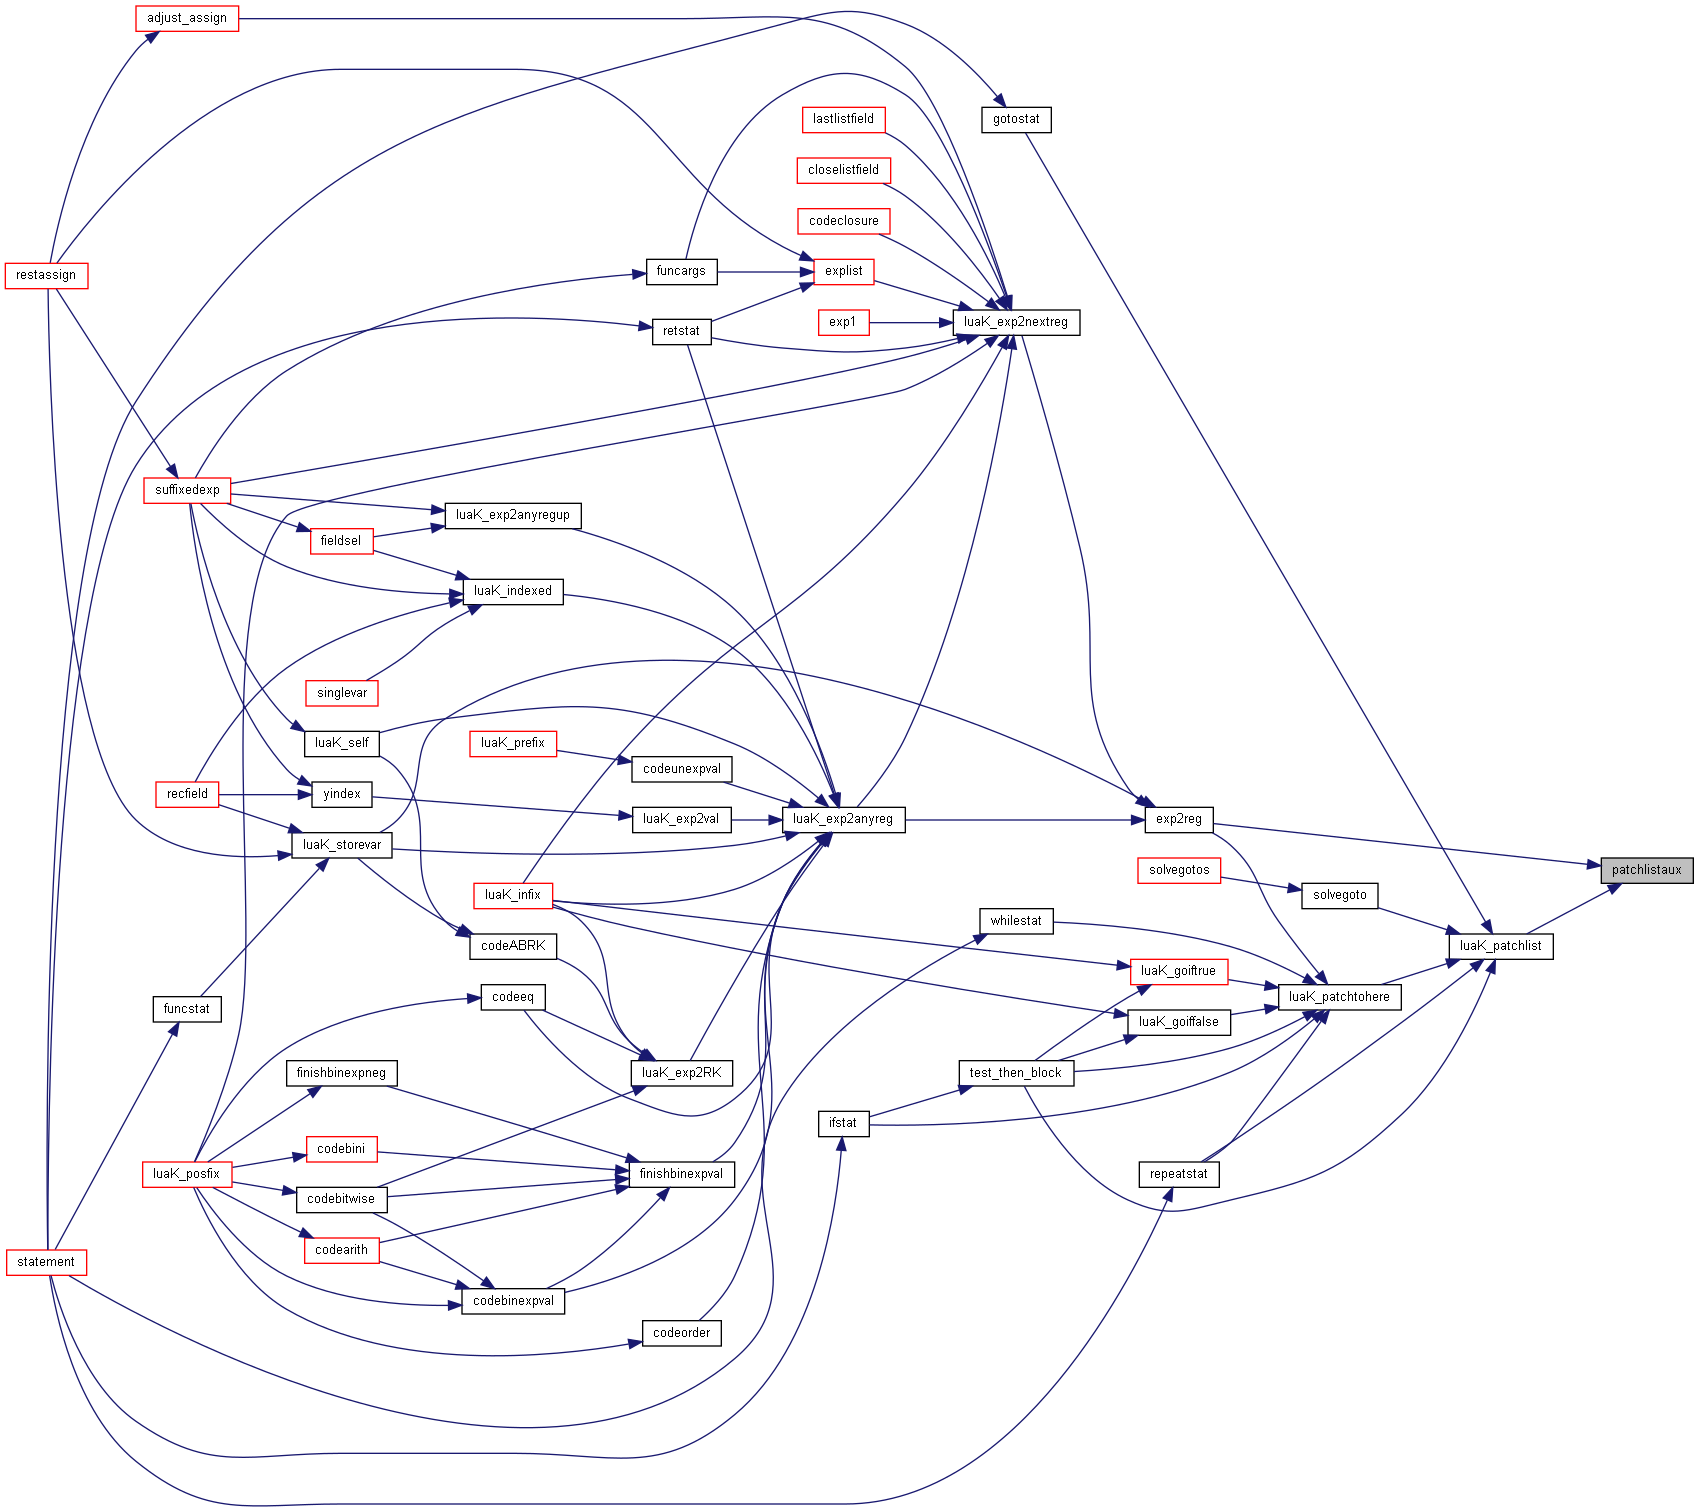 adjust_assign
gotostat
lastlistfield
closelistfield
codeclosure
restassign
funcargs
explist
retstat
exp1
luaK_exp2nextreg
suffixedexp
luaK_exp2anyregup
fieldsel
luaK_indexed
singlevar
luaK_self
luaK_prefix
codeunexpval
recfield
yindex
luaK_exp2val
luaK_exp2anyreg
exp2reg
luaK_storevar
patchlistaux
solvegotos
luaK_infix
solvegoto
whilestat
codeABRK
luaK_patchlist
luaK_goiftrue
funcstat
codeeq
luaK_patchtohere
luaK_goiffalse
finishbinexpneg
luaK_exp2RK
test_then_block
ifstat
codebini
luaK_posfix
finishbinexpval
repeatstat
codebitwise
codearith
statement
codebinexpval
codeorder